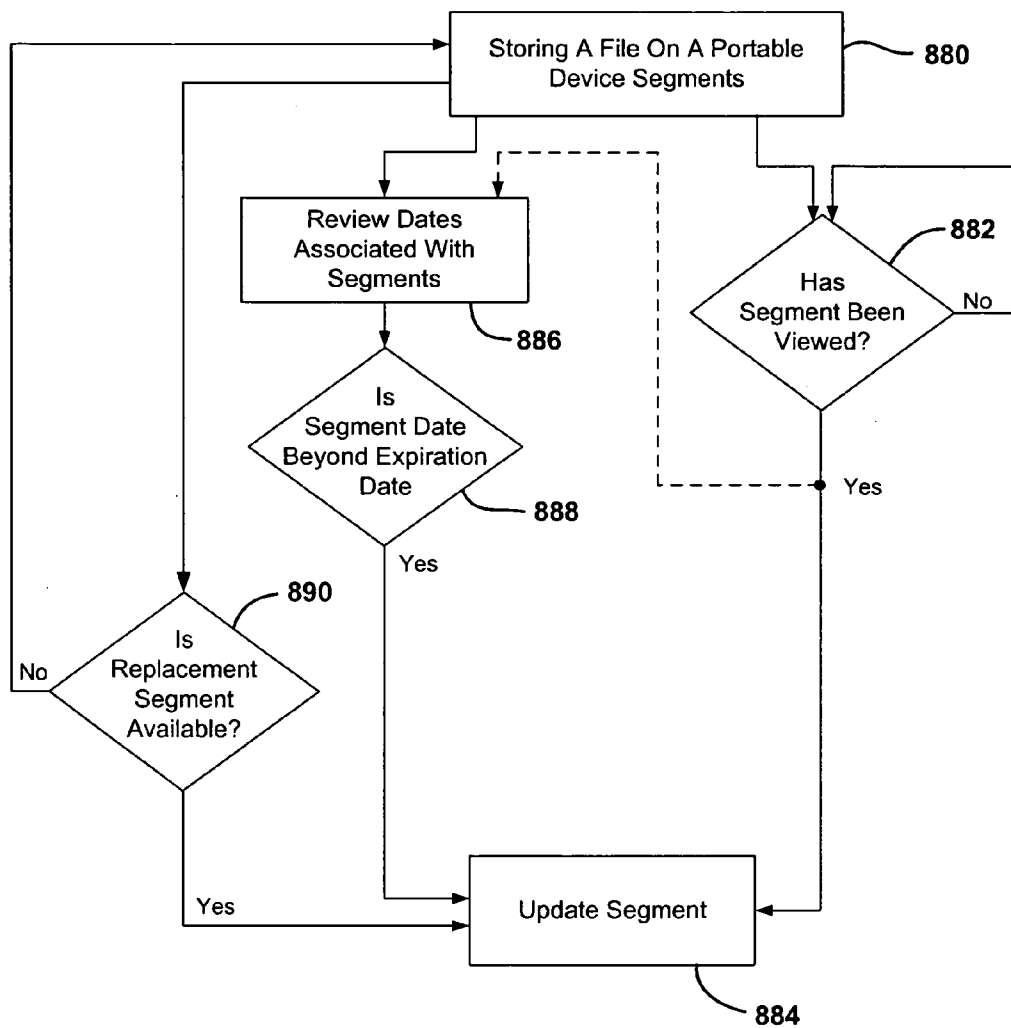 Storing A File On A Portable
Device Segments
880
Review Dates
Associated With
Segments
886
882
Has
Segment Been
Viewed?
No
Is
Segment Date
Beyond Expiration
Date
888
Yes
Yes
890
Is
Replacement
Segment
Available?
No
Yes
Update Segment
884